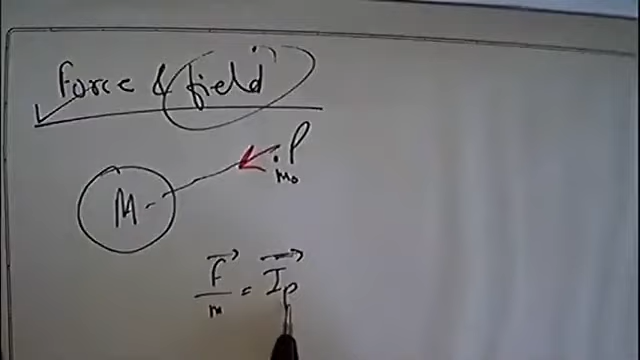 Force & field
P
M
m₀
F/m = I_P